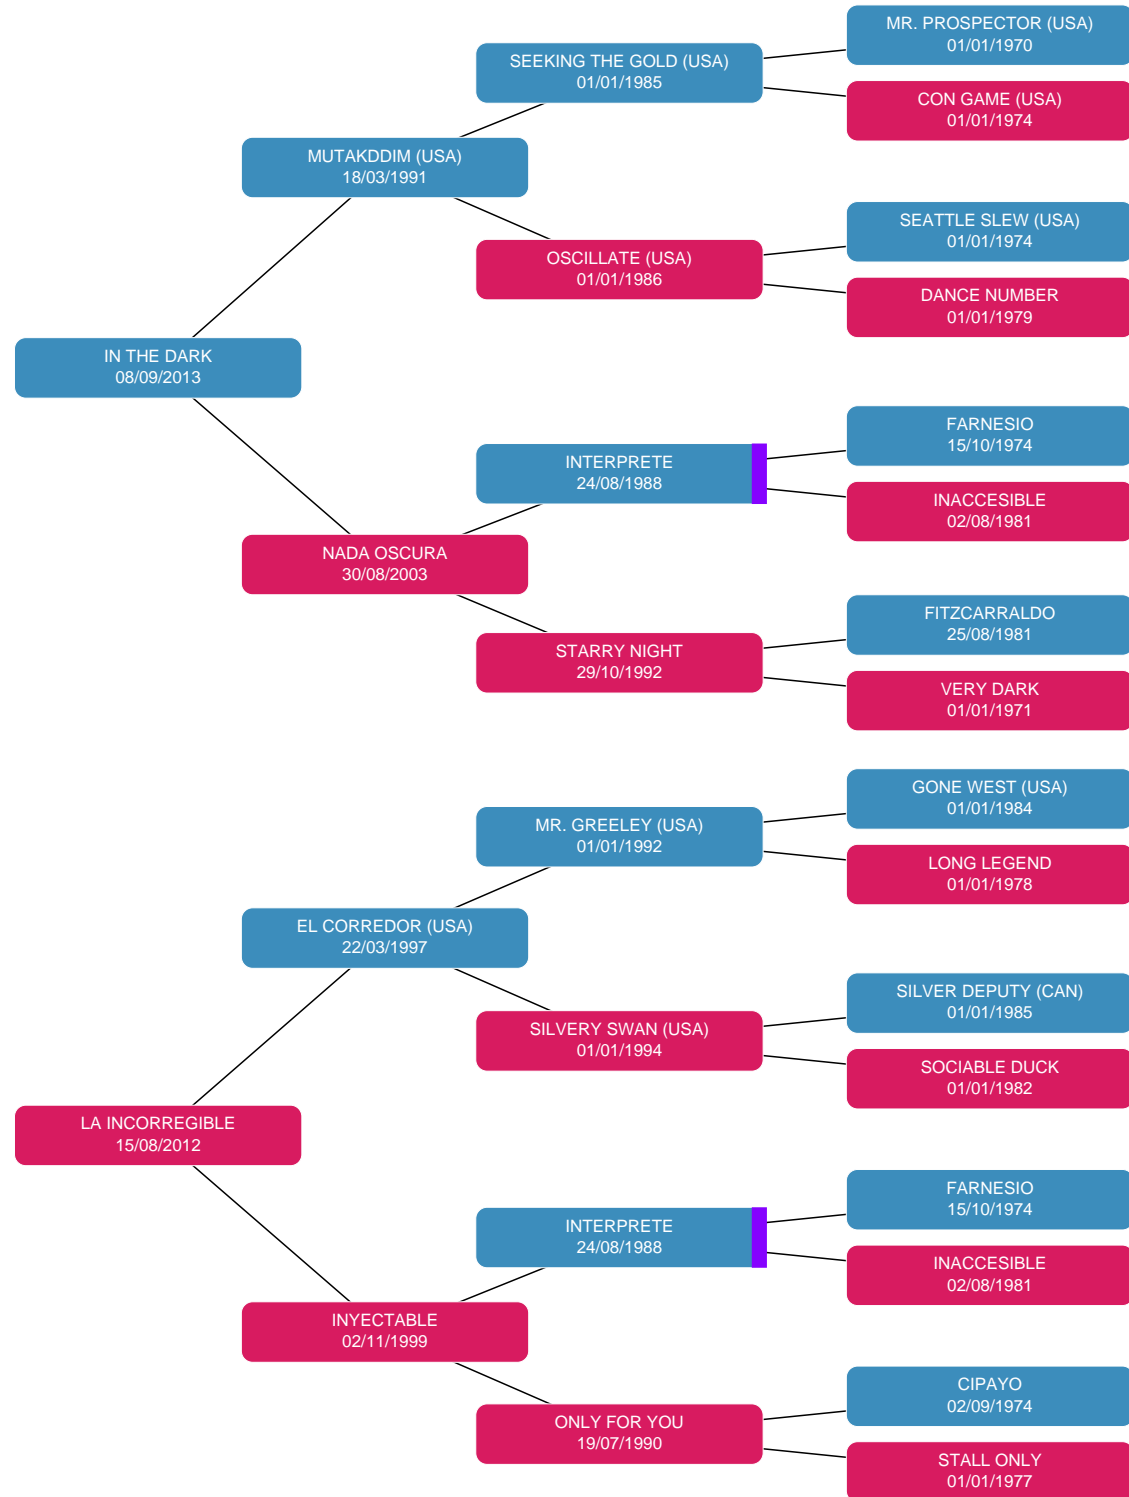 MR. PROSPECTOR (USA)
01/01/1970
SEEKING THE GOLD (USA)
01/01/1985
CON GAME (USA)
01/01/1974
MUTAKDDIM (USA)
18/03/1991
SEATTLE SLEW (USA)
01/01/1974
OSCILLATE (USA)
01/01/1986
DANCE NUMBER
01/01/1979
IN THE DARK
08/09/2013
FARNESIO
15/10/1974
INTERPRETE
24/08/1988
INACCESIBLE
02/08/1981
NADA OSCURA
30/08/2003
FITZCARRALDO
25/08/1981
STARRY NIGHT
29/10/1992
VERY DARK
01/01/1971
GONE WEST (USA)
01/01/1984
MR. GREELEY (USA)
01/01/1992
LONG LEGEND
01/01/1978
EL CORREDOR (USA)
22/03/1997
SILVER DEPUTY (CAN)
01/01/1985
SILVERY SWAN (USA)
01/01/1994
SOCIABLE DUCK
01/01/1982
LA INCORREGIBLE
15/08/2012
FARNESIO
15/10/1974
INTERPRETE
24/08/1988
INACCESIBLE
02/08/1981
INYECTABLE
02/11/1999
CIPAYO
02/09/1974
ONLY FOR YOU
19/07/1990
STALL ONLY
01/01/1977